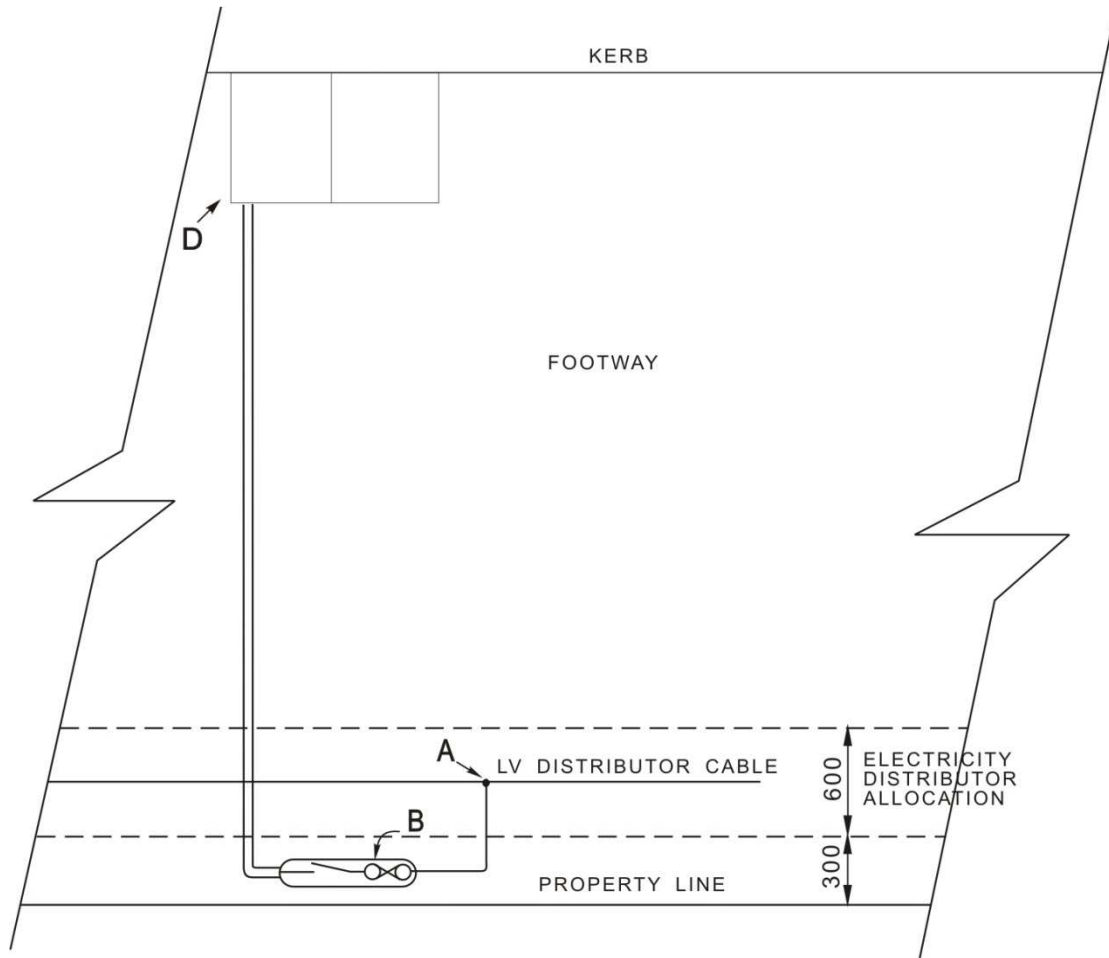 KERB
D
FOOTWAY
A
LV DISTRIBUTOR CABLE
600
ELECTRICITY
DISTRIBUTOR
ALLOCATION
B
300
PROPERTY LINE